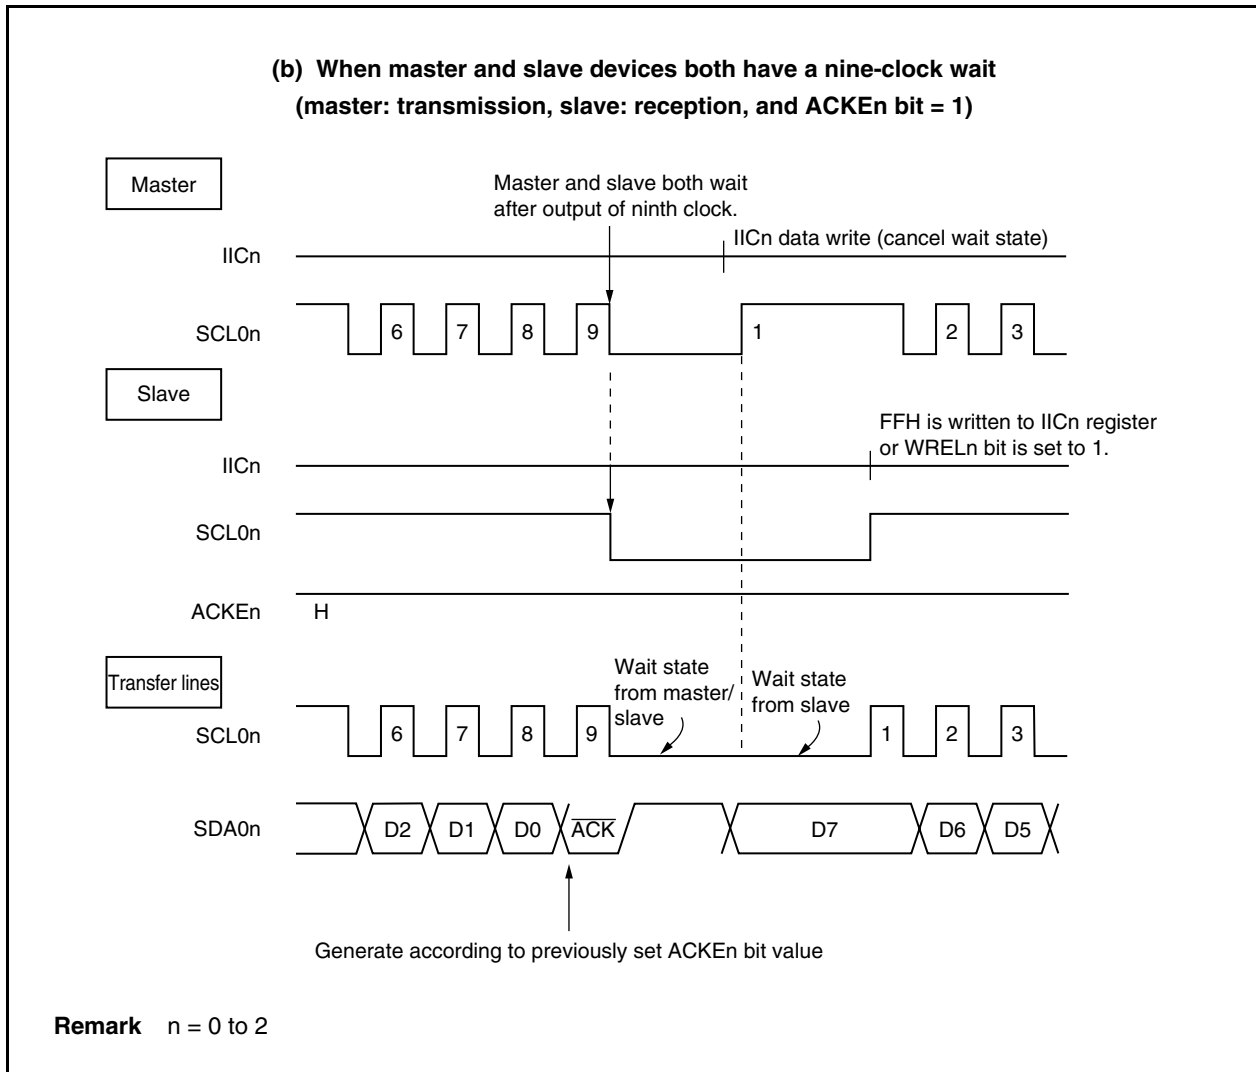 (b) When master and slave devices both have a nine-clock wait
(master: transmission, slave: reception, and ACKEn bit = 1)
Master
Master and slave both wait
after output of ninth clock.
IICn data write (cancel wait state)
IICn
SCL0n
6 7 8 9 1 2 3
Slave
FFH is written to IICn register
or WRELn bit is set to 1.
IICn
SCL0n
ACKEn H
Transfer lines
Wait state
from master/
slave
Wait state
from slave
SCL0n
6 7 8 9 1 2 3
SDA0n
D2 D1 D0 ACK D7 D6 D5
Generate according to previously set ACKEn bit value
Remark n = 0 to 2